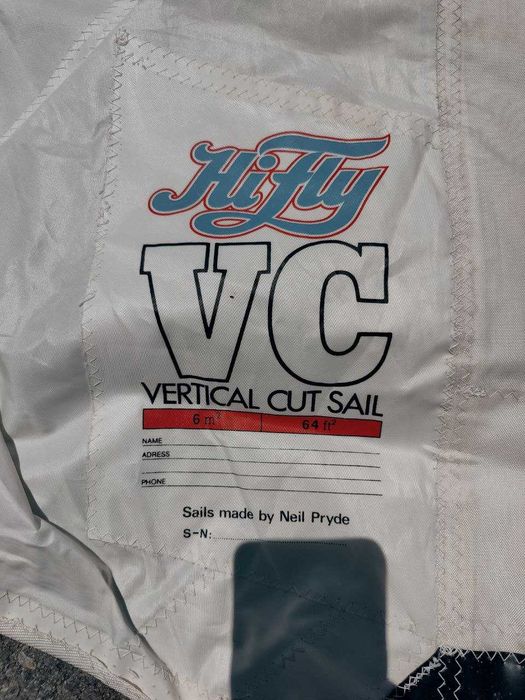 HiFly
VC
VERTICAL CUT SAIL
6 m² 64 ft²
NAME
ADRESS
PHONE
Sails made by Neil Pryde
S-N: